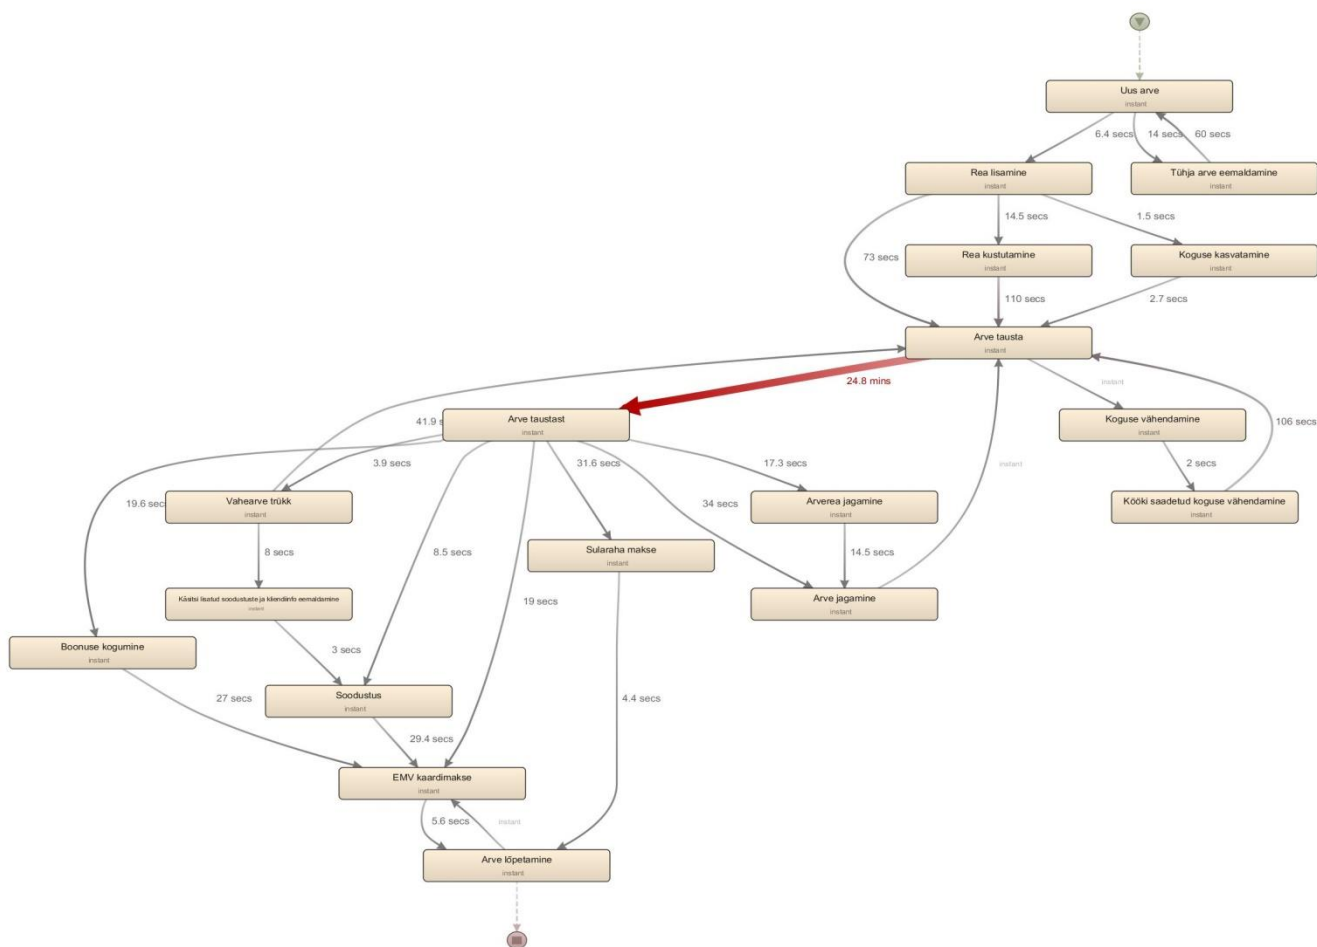 Uus arve
instant
6.4 secs
14 secs
60 secs
Rea lisamine
instant
Tühja arve eemaldamine
instant
14.5 secs
1.5 secs
73 secs
Rea kustutamine
instant
Koguse kasvatamine
instant
110 secs
2.7 secs
Arve tausta
instant
24.8 mins
instant
Arve taustast
instant
Koguse vähendamine
instant
41.9 s
106 secs
3.9 secs
31.6 secs
17.3 secs
instant
2 secs
19.6 secs
Vahearve trükk
instant
34 secs
Arverea jagamine
instant
Kööki saadetud koguse vähendamine
instant
8 secs
8.5 secs
Sularaha makse
instant
14.5 secs
Käsitsi lisatud soodustuste ja kliendiinfo eemaldamine
instant
19 secs
Arve jagamine
instant
Boonuse kogumine
instant
3 secs
27 secs
Soodustus
instant
4.4 secs
29.4 secs
EMV kaardimakse
instant
5.6 secs
instant
Arve lõpetamine
instant